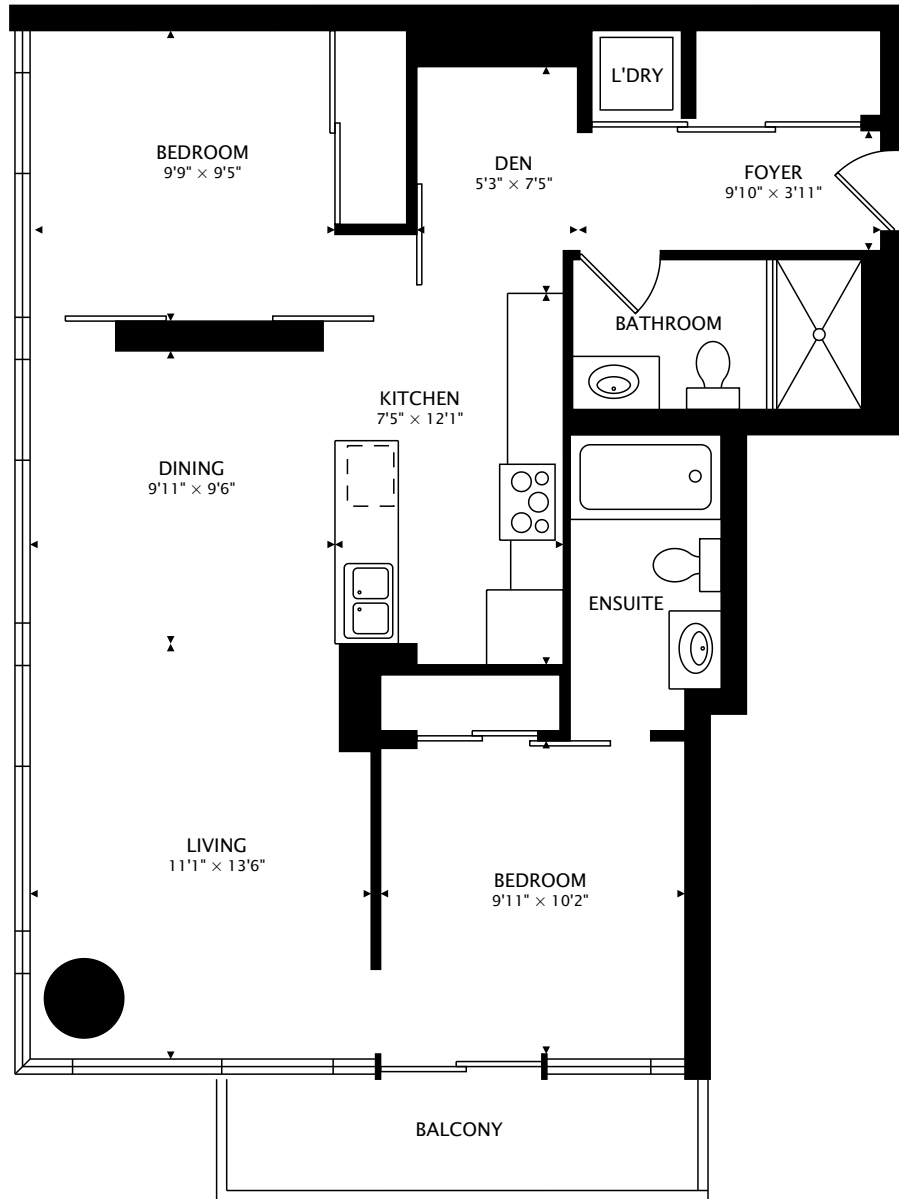 L'DRY
BEDROOM
9'9" × 9'5"
DEN
5'3" × 7'5"
FOYER
9'10" × 3'11"
BATHROOM
KITCHEN
7'5" × 12'1"
DINING
9'11" × 9'6"
ENSUITE
LIVING
11'1" × 13'6"
BEDROOM
9'11" × 10'2"
BALCONY